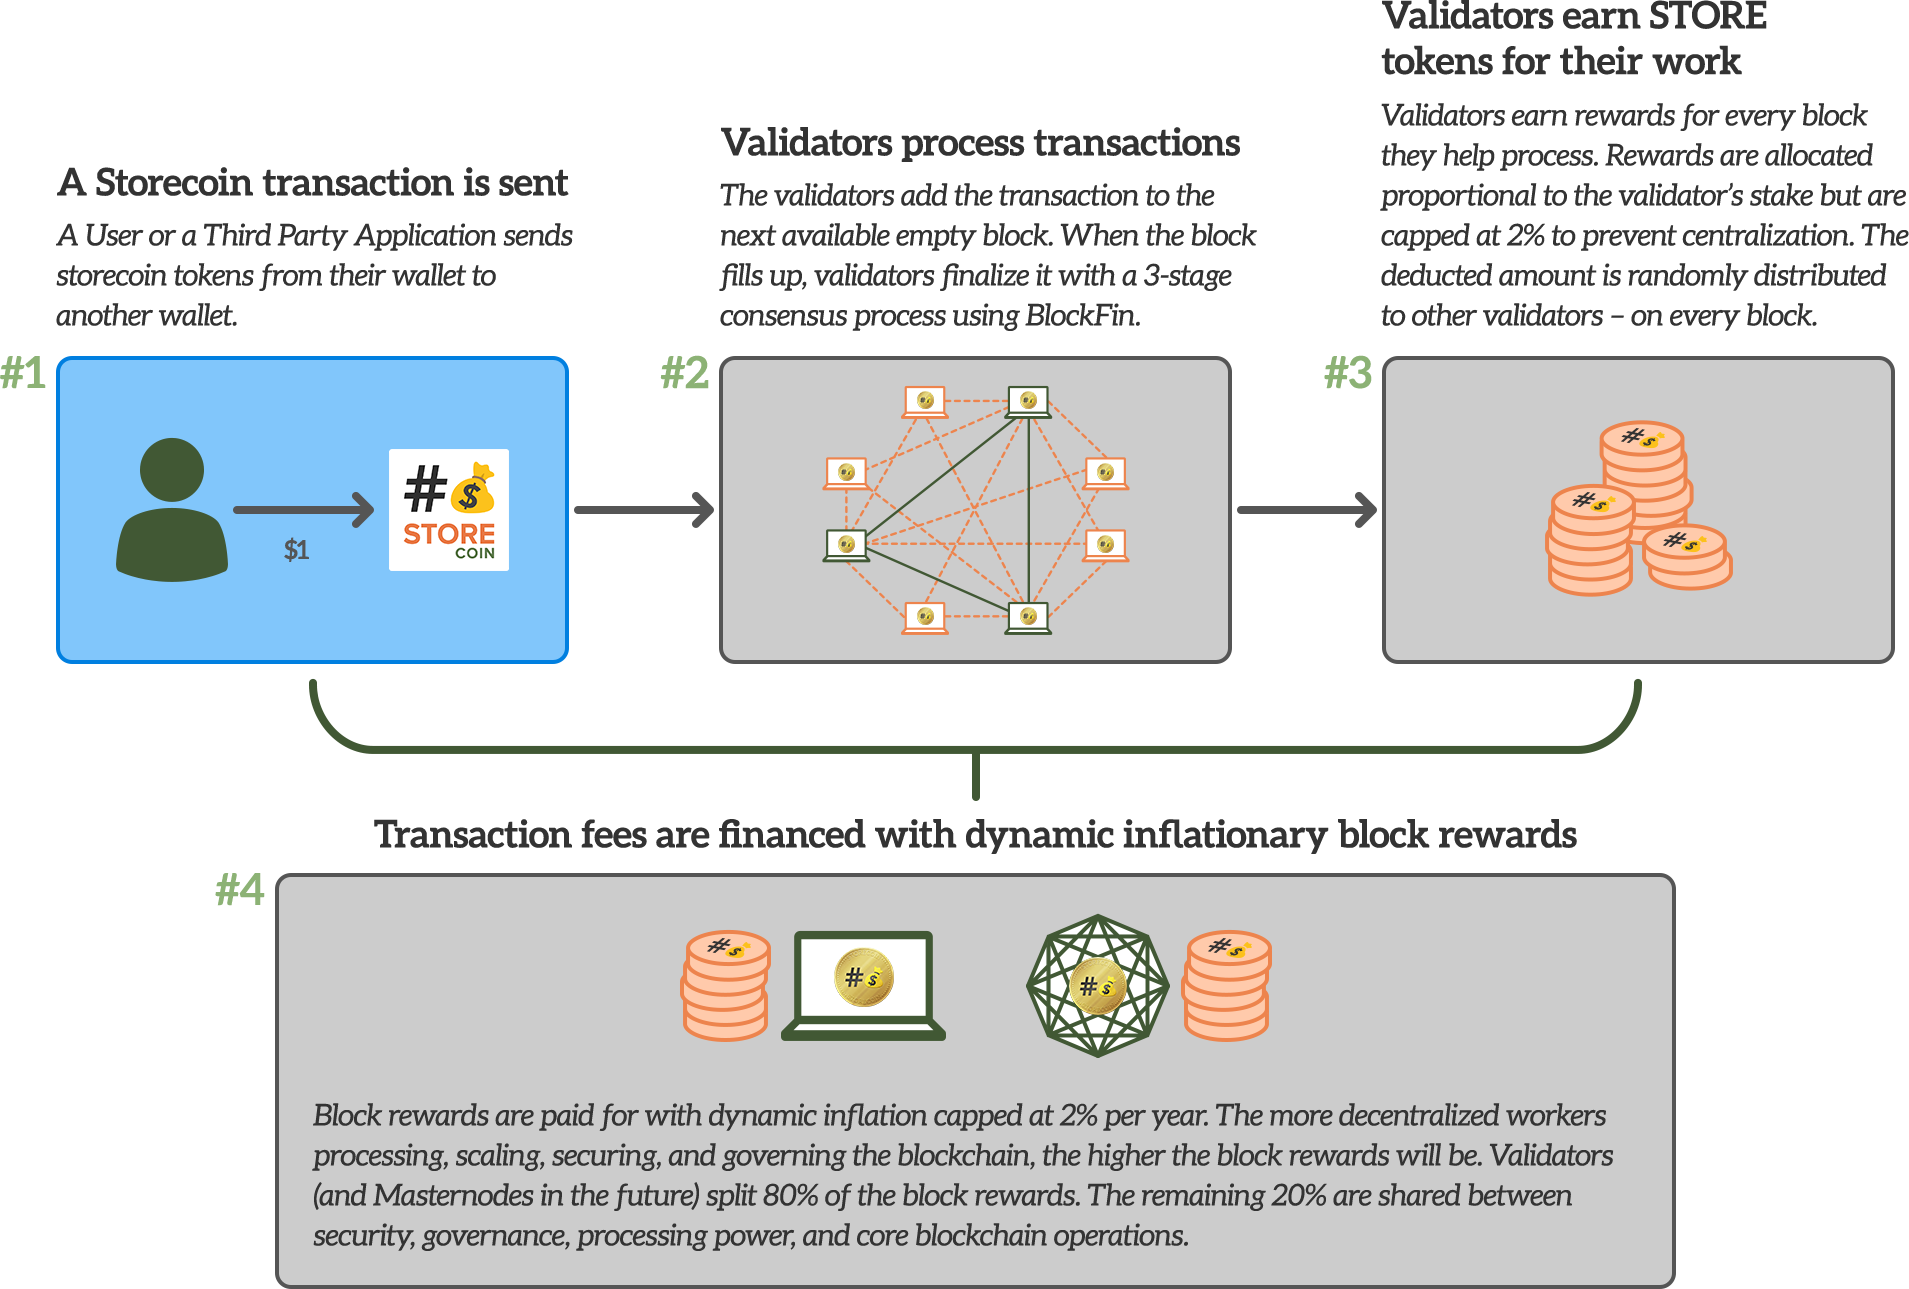 A Storecoin transaction is sent
A User or a Third Party Application sends
storecoin tokens from their wallet to
another wallet.
#1
$1
#$
STORE
COIN
Validators process transactions
The validators add the transaction to the
next available empty block. When the block
fills up, validators finalize it with a 3-stage
consensus process using BlockFin.
#2
Validators earn STORE
tokens for their work
Validators earn rewards for every block
they help process. Rewards are allocated
proportional to the validator's stake but are
capped at 2% to prevent centralization. The
deducted amount is randomly distributed
to other validators – on every block.
#3
#$
#$
#$
Transaction fees are financed with dynamic inflationary block rewards
#4
#$
#$
#$
#$
Block rewards are paid for with dynamic inflation capped at 2% per year. The more decentralized workers
processing, scaling, securing, and governing the blockchain, the higher the block rewards will be. Validators
(and Masternodes in the future) split 80% of the block rewards. The remaining 20% are shared between
security, governance, processing power, and core blockchain operations.